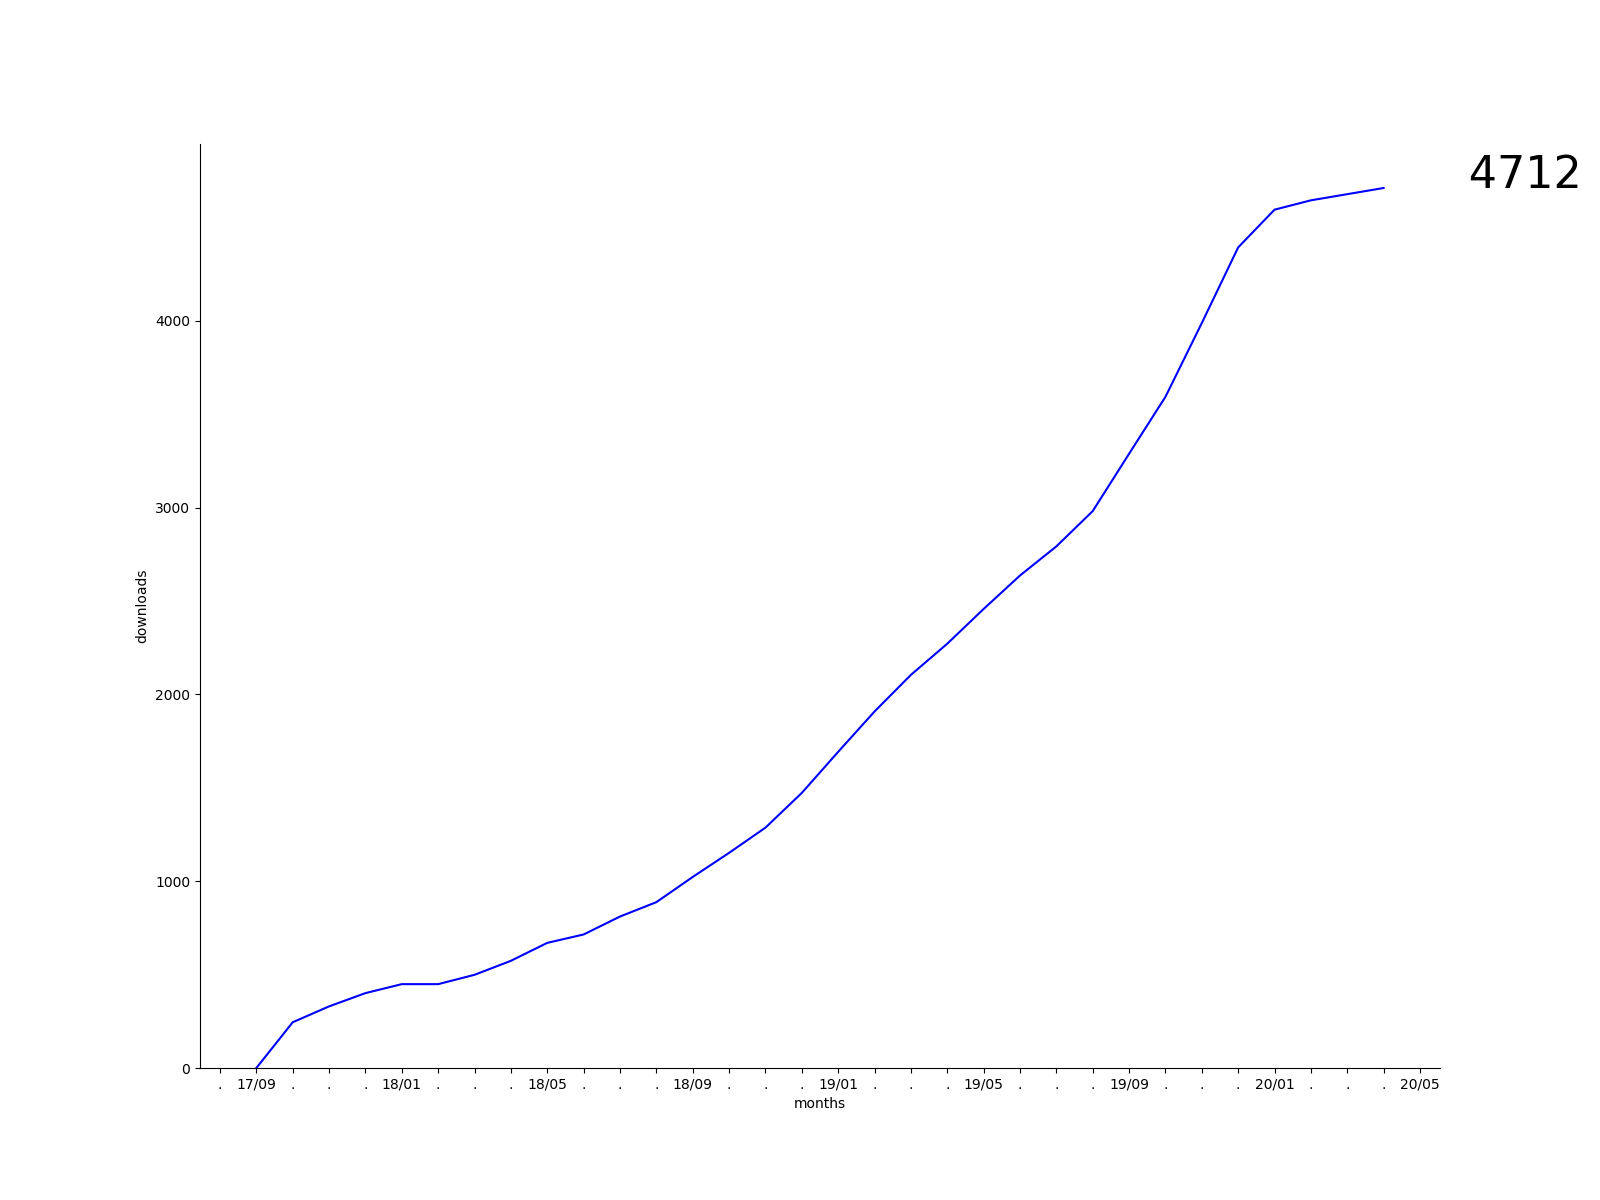 4712
4000
3000
downloads
2000
1000
0
. 17/09 . . . 18/01 . . . 18/05 . . . 18/09 . . . 19/01 . . . 19/05 . . . 19/09 . . . 20/01 . . . 20/05
months